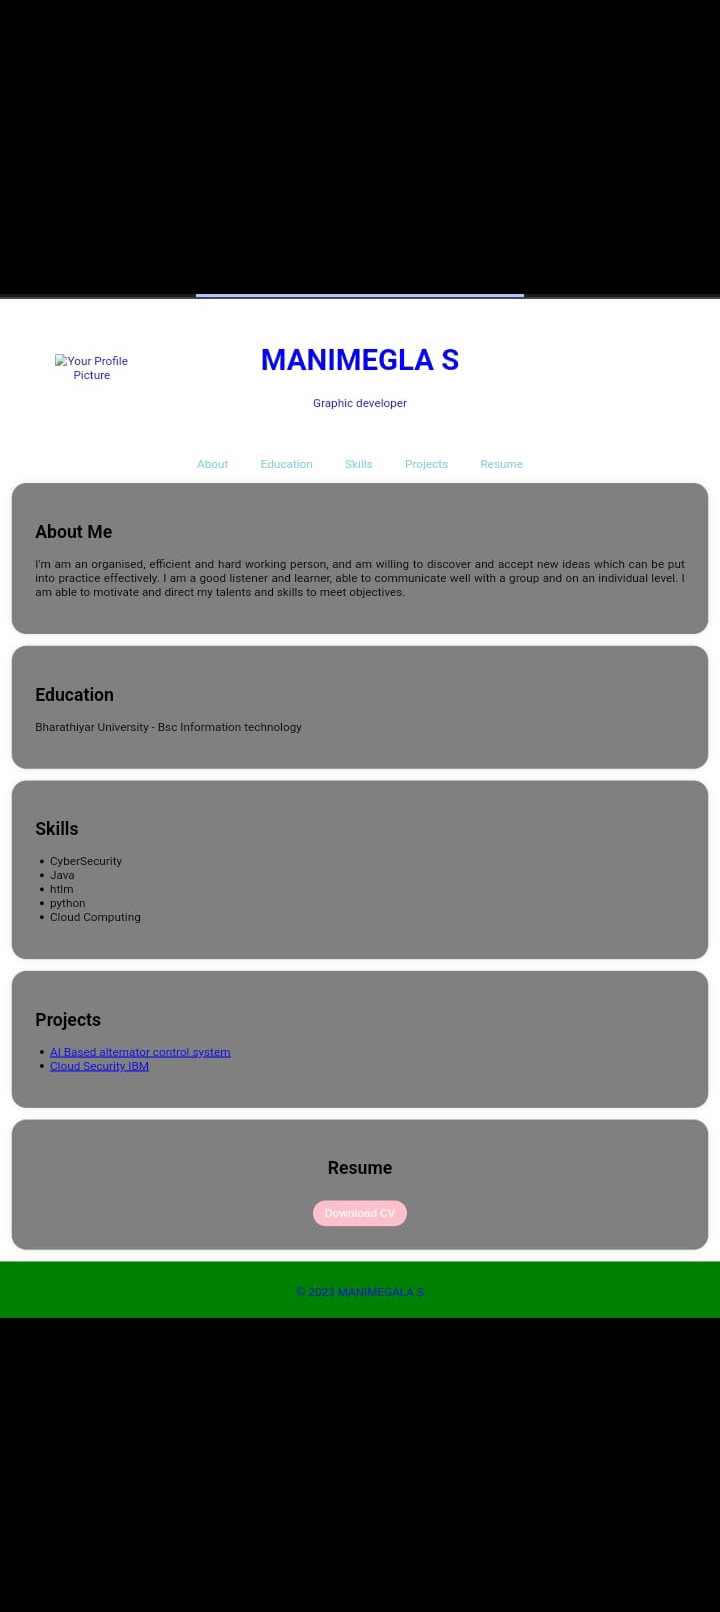 Your Profile
Picture
MANIMEGLA S
Graphic developer
About Education Skills Projects Resume
About Me
I'm am an organised, efficient and hard working person, and am willing to discover and accept new ideas which can be put
into practice effectively. I am a good listener and learner, able to communicate well with a group and on an individual level. I
am able to motivate and direct my talents and skills to meet objectives.
Education
Bharathiyar University - Bsc Information technology
Skills
• CyberSecurity
• Java
• htlm
• python
• Cloud Computing
Projects
• AI Based alternator control system
• Cloud Security IBM
Resume
Download CV
© 2023 MANIMEGALA S